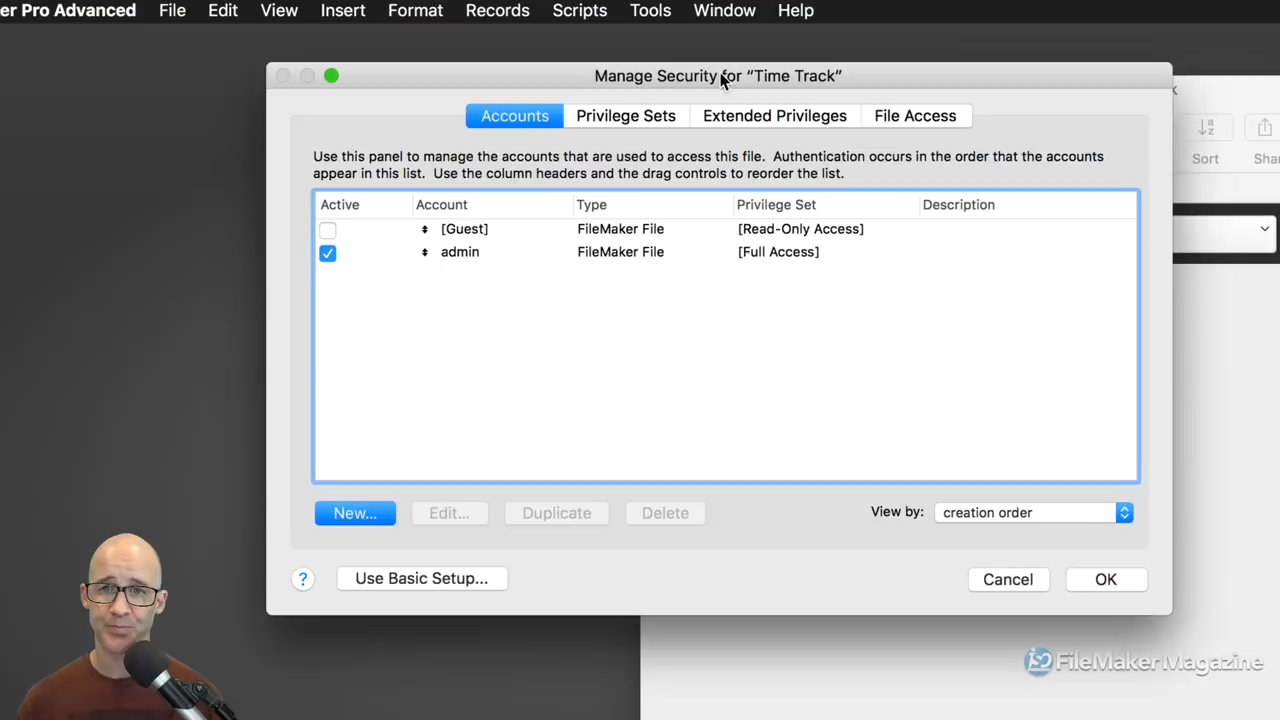 er Pro Advanced File Edit View Insert Format Records Scripts Tools Window Help
Manage Security for “Time Track”
Accounts Privilege Sets Extended Privileges File Access
Use this panel to manage the accounts that are used to access this file. Authentication occurs in the order that the accounts
appear in this list. Use the column headers and the drag controls to reorder the list.
Active Account Type Privilege Set Description
[Guest] FileMaker File [Read-Only Access]
admin FileMaker File [Full Access]
New... Edit... Duplicate Delete View by: creation order
? Use Basic Setup... Cancel OK
Sort Shar
ISO FileMaker Magazine